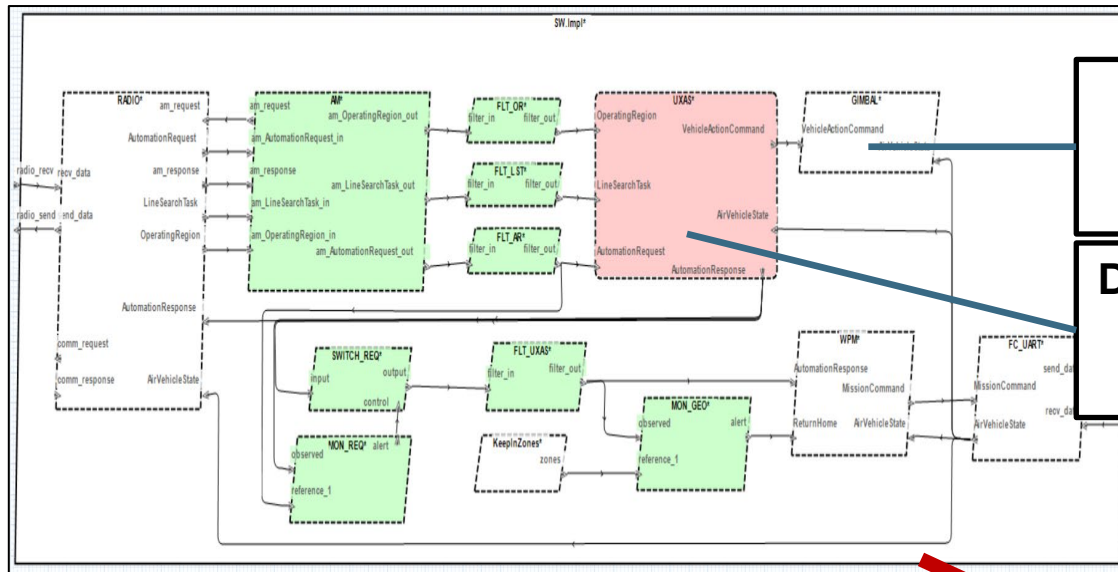 SW.Impl*
RADIO*
am_request
AutomationRequest
am_response
LineSearchTask
OperatingRegion
AutomationResponse
comm_request
comm_response
AirVehicleState
radio_recv
recv_data
radio_send
end_data
AM*
am_request
am_OperatingRegion_out
am_AutomationRequest_in
am_response
am_LineSearchTask_out
am_LineSearchTask_in
am_OperatingRegion_in
am_AutomationRequest_out
FLT_OR*
filter_in filter_out
FLT_LST*
filter_in filter_out
FLT_AR*
filter_in filter_out
UXAS*
OperatingRegion
VehicleActionCommand
LineSearchTask
AirVehicleState
AutomationRequest
AutomationResponse
GIMBAL*
VehicleActionCommand
D
SWITCH_REQ*
input output
control
FLT_UXAS*
filter_in filter_out
MON_REQ*
alert
observed
reference_1
KeepInZones*
zones
MON_GEO*
observed alert
reference_1
WPM*
AutomationResponse
MissionCommand
ReturnHome AirVehicleState
FC_UART*
send_dat
MissionCommand
recv_dat
AirVehicleState